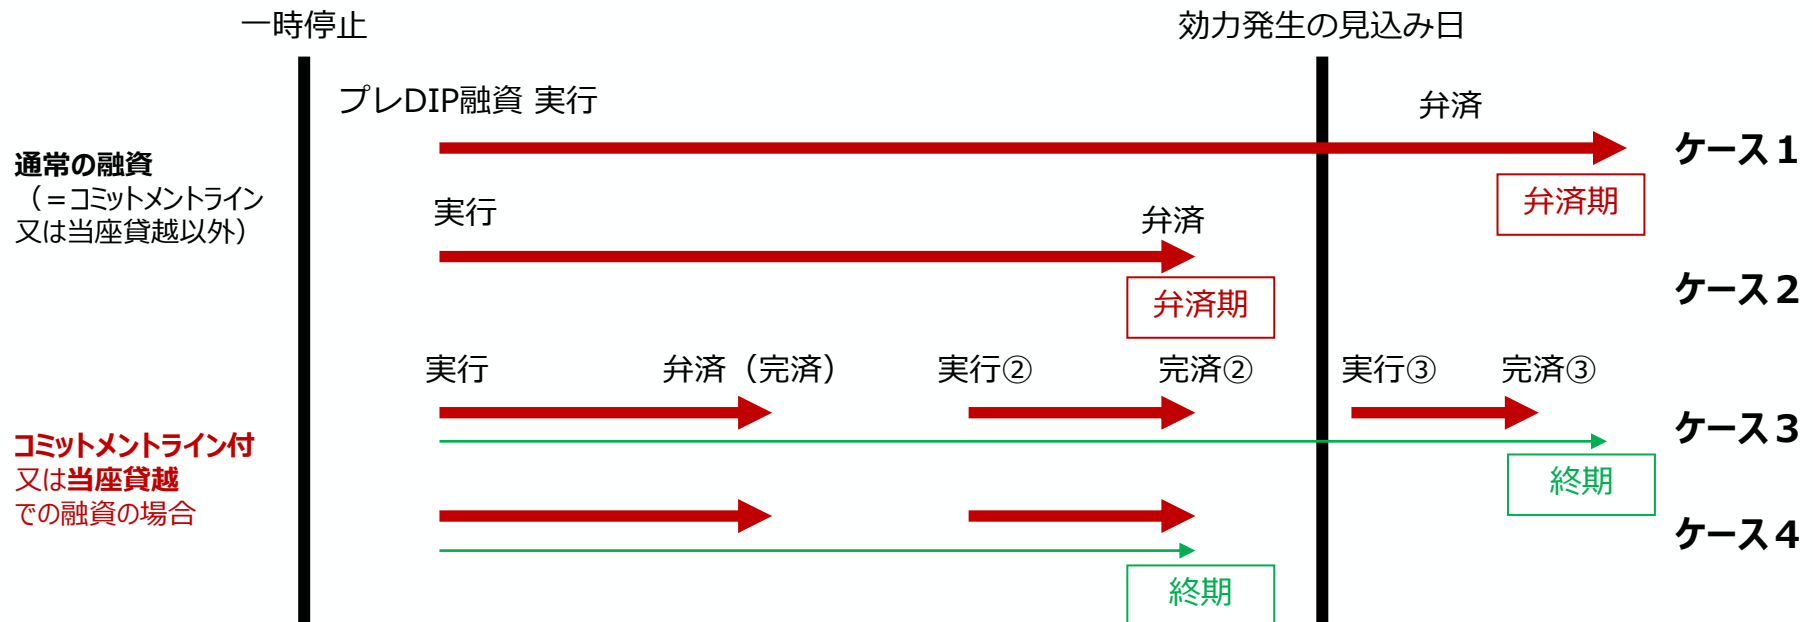 一時停止
効力発生の見込み日
プレDIP融資 実行
弁済
通常の融資
（＝コミットメントライン
又は当座貸越以外）
ケース１
弁済期
実行
弁済
弁済期
ケース２
実行
弁済（完済）
実行②
完済②
実行③
完済③
コミットメントライン付
又は当座貸越
での融資の場合
ケース３
終期
ケース４
終期